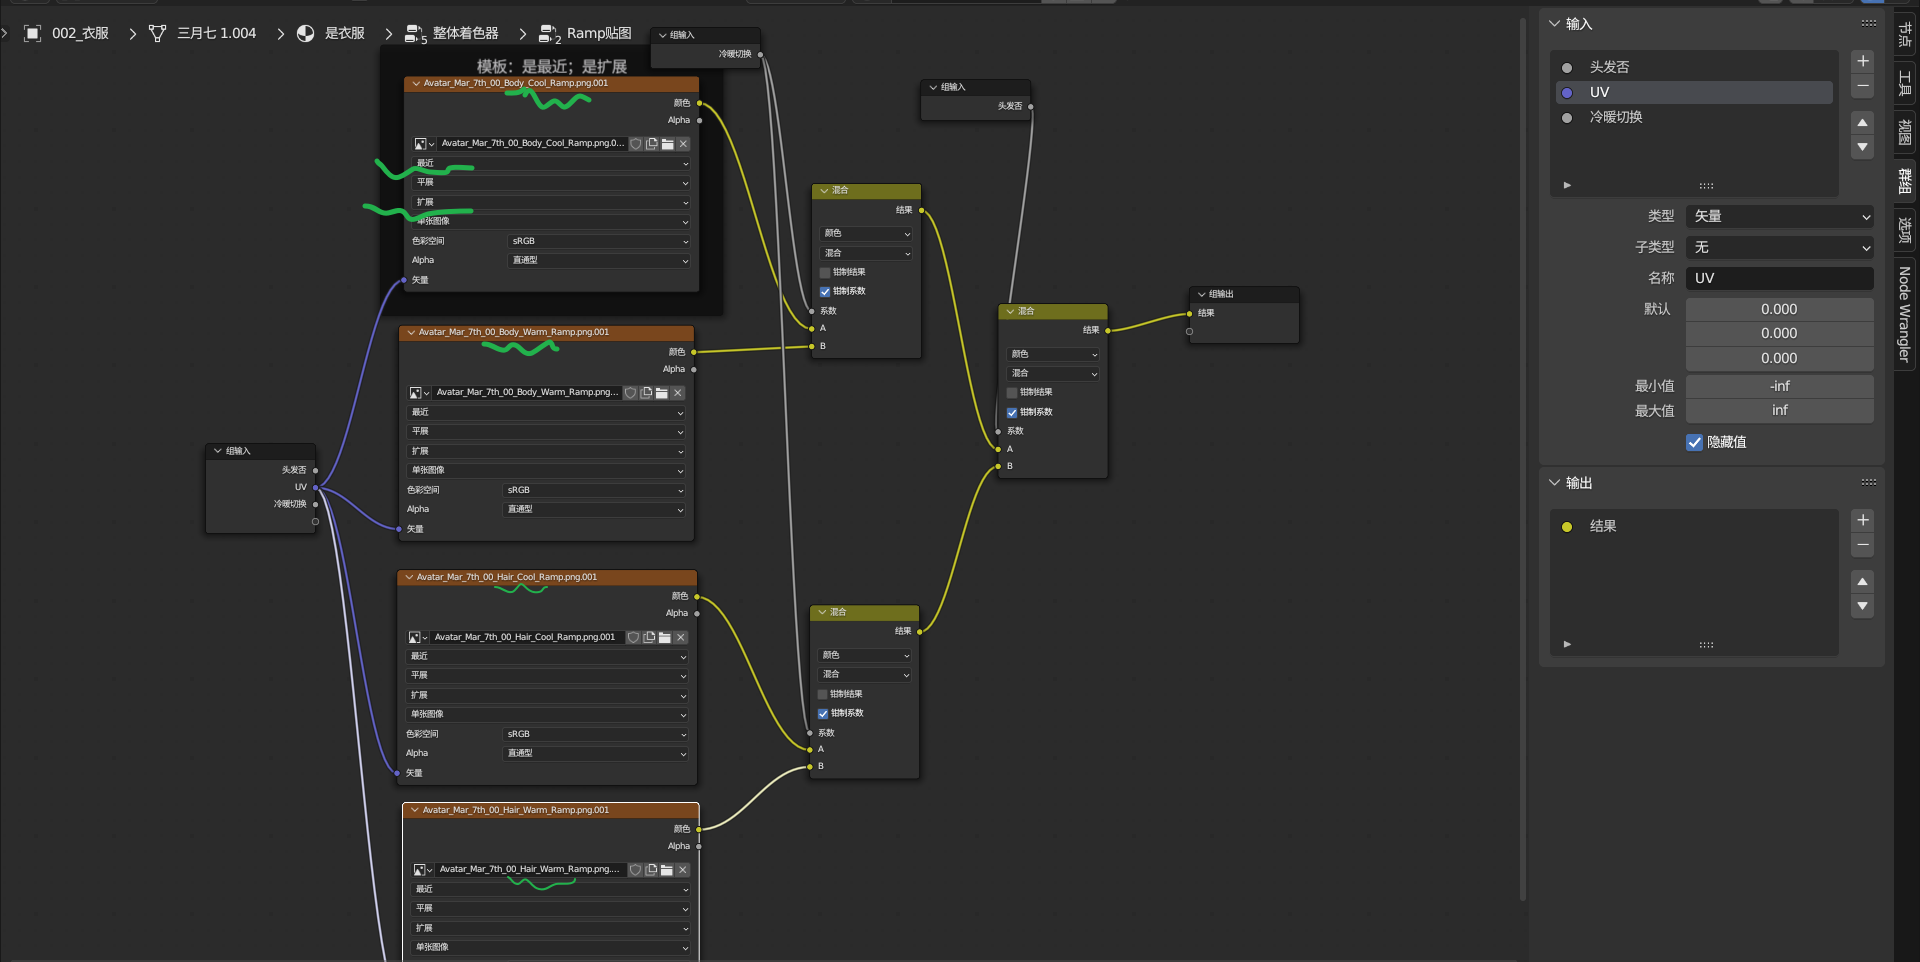 002_衣服 三月七 1.004 是衣服 5 整体着色器 2 Ramp贴图
模板：是最近；是扩展
组输入
冷暖切换
Avatar_Mar_7th_00_Body_Cool_Ramp.png.001
颜色
Alpha
Avatar_Mar_7th_00_Body_Cool_Ramp.png.0...
最近
平展
扩展
单张图像
色彩空间 sRGB
Alpha 直通型
矢量
组输入
头发否
混合
结果
颜色
混合
钳制结果
钳制系数
系数
A
B
Avatar_Mar_7th_00_Body_Warm_Ramp.png.001
颜色
Alpha
Avatar_Mar_7th_00_Body_Warm_Ramp.png...
最近
平展
扩展
单张图像
色彩空间 sRGB
Alpha 直通型
矢量
混合
结果
颜色
混合
钳制结果
钳制系数
系数
A
B
组输出
结果
组输入
头发否
UV
冷暖切换
Avatar_Mar_7th_00_Hair_Cool_Ramp.png.001
颜色
Alpha
Avatar_Mar_7th_00_Hair_Cool_Ramp.png.001
最近
平展
扩展
单张图像
色彩空间 sRGB
Alpha 直通型
矢量
混合
结果
颜色
混合
钳制结果
钳制系数
系数
A
B
Avatar_Mar_7th_00_Hair_Warm_Ramp.png.001
颜色
Alpha
Avatar_Mar_7th_00_Hair_Warm_Ramp.png....
最近
平展
扩展
单张图像
输入
头发否
UV
冷暖切换
类型 矢量
子类型 无
名称 UV
默认 0.000
0.000
0.000
最小值 -inf
最大值 inf
隐藏值
输出
结果
节点
工具
视图
群组
选项
Node Wrangler